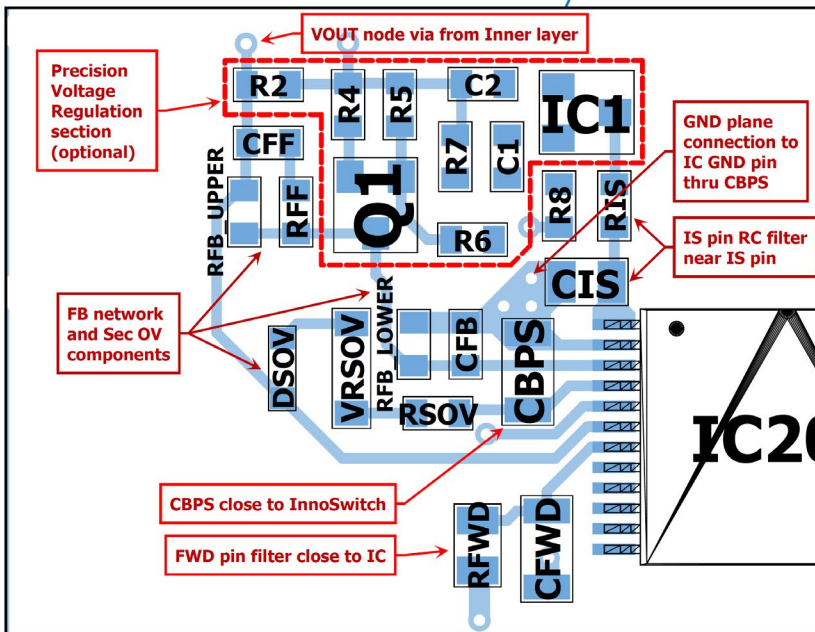 VOUT node via from Inner layer
Precision
Voltage
Regulation
section
(optional)
R2
R4
R5
C2
IC1
GND plane
connection to
IC GND pin
thru CBPS
CFF
R7
C1
RFB_UPPER
RFF
Q1
R6
R8
RIS
IS pin RC filter
near IS pin
CIS
FB network
and Sec OV
components
DSOV
VRSOV
RFB_LOWER
CFB
CBPS
RSOV
IC20
CBPS close to InnoSwitch
FWD pin filter close to IC
RFWD
CFWD